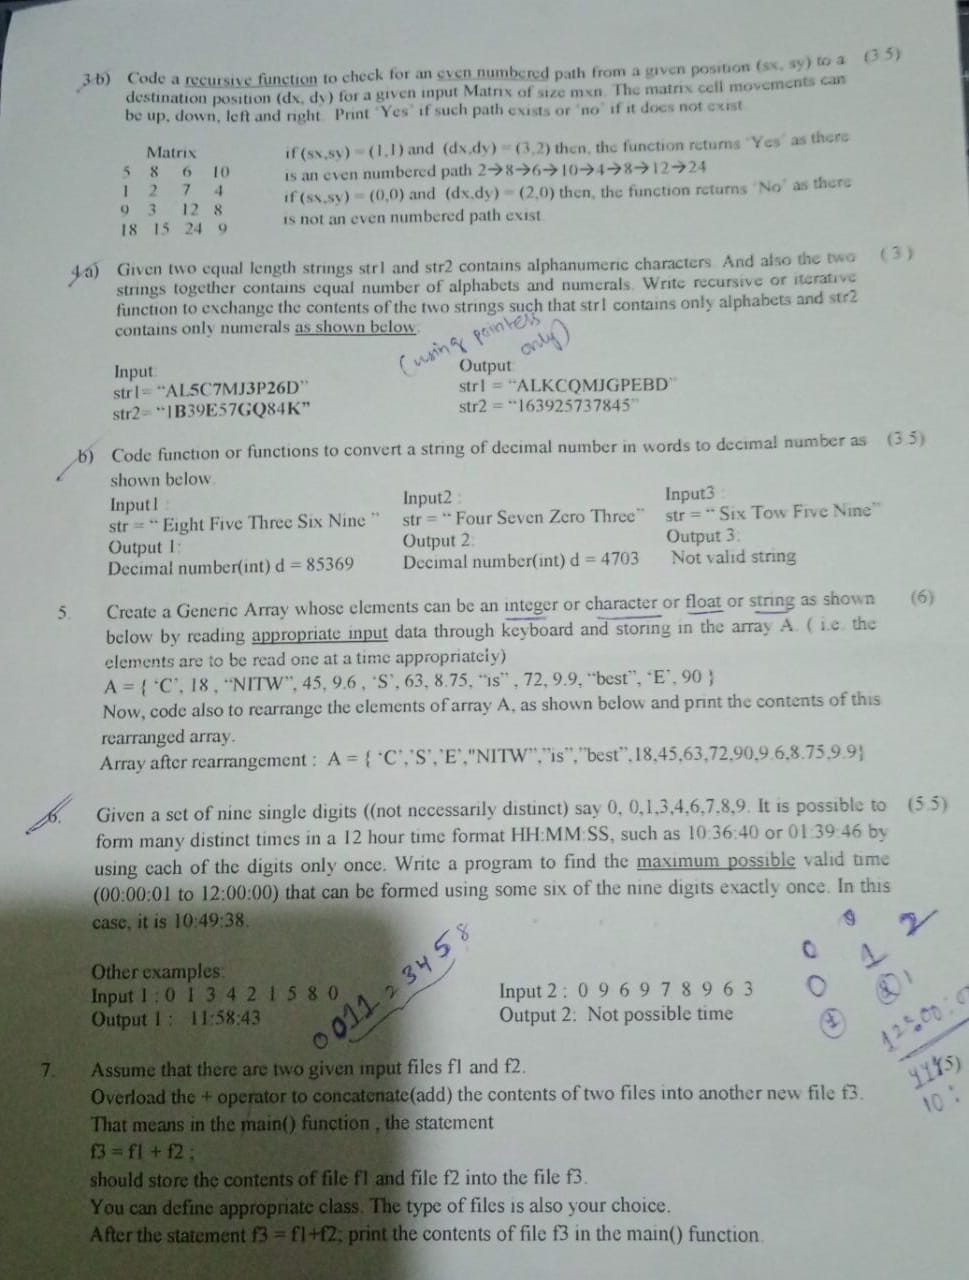 3 b) Code a recursive function to check for an even numbered path from a given position (sx, sy) to a (3 5)
destination position (dx, dy) for a given input Matrix of size mxn. The matrix cell movements can
be up, down, left and right. Print 'Yes' if such path exists or 'no' if it does not exist
Matrix
5 8 6 10
1 2 7 4
9 3 12 8
18 15 24 9
if (sx,sy) = (1,1) and (dx,dy) = (3,2) then, the function returns 'Yes' as there
is an even numbered path 2→8→6→10→4→8→12→24
if (sx,sy) = (0,0) and (dx,dy) = (2,0) then, the function returns 'No' as there
is not an even numbered path exist
4 a) Given two equal length strings str1 and str2 contains alphanumeric characters. And also the two (3)
strings together contains equal number of alphabets and numerals. Write recursive or iterative
function to exchange the contents of the two strings such that str1 contains only alphabets and str2
contains only numerals as shown below.
(using pointers
only)
Input:
str1= "AL5C7MJ3P26D"
str2= "1B39E57GQ84K"
Output:
str1 = "ALKCQMJGPEBD"
str2 = "163925737845"
b) Code function or functions to convert a string of decimal number in words to decimal number as (3 5)
shown below.
Input1 :
str = " Eight Five Three Six Nine "
Output 1:
Decimal number(int) d = 85369
Input2 :
str = " Four Seven Zero Three"
Output 2:
Decimal number(int) d = 4703
Input3 :
str = " Six Tow Five Nine"
Output 3:
Not valid string
5. Create a Generic Array whose elements can be an integer or character or float or string as shown (6)
below by reading appropriate input data through keyboard and storing in the array A. ( i.e. the
elements are to be read one at a time appropriately)
A = { 'C', 18 , "NITW", 45, 9.6 , 'S', 63, 8.75, "is" , 72, 9.9, "best", 'E', 90 }
Now, code also to rearrange the elements of array A, as shown below and print the contents of this
rearranged array.
Array after rearrangement : A = { 'C','S','E',"NITW","is","best",18,45,63,72,90,9.6,8.75,9.9}
6. Given a set of nine single digits ((not necessarily distinct) say 0, 0,1,3,4,6,7,8,9. It is possible to (5 5)
form many distinct times in a 12 hour time format HH:MM:SS, such as 10:36:40 or 01:39:46 by
using each of the digits only once. Write a program to find the maximum possible valid time
(00:00:01 to 12:00:00) that can be formed using some six of the nine digits exactly once. In this
case, it is 10:49:38.
Other examples:
Input 1 : 0 1 3 4 2 1 5 8 0
Output 1 : 11:58:43
0011 2 3458
Input 2 : 0 9 6 9 7 8 9 6 3
Output 2: Not possible time
0 1 2
7. Assume that there are two given input files f1 and f2. 5)
Overload the + operator to concatenate(add) the contents of two files into another new file f3.
That means in the main() function , the statement
f3 = f1 + f2 ;
should store the contents of file f1 and file f2 into the file f3.
You can define appropriate class. The type of files is also your choice.
After the statement f3 = f1+f2; print the contents of file f3 in the main() function.